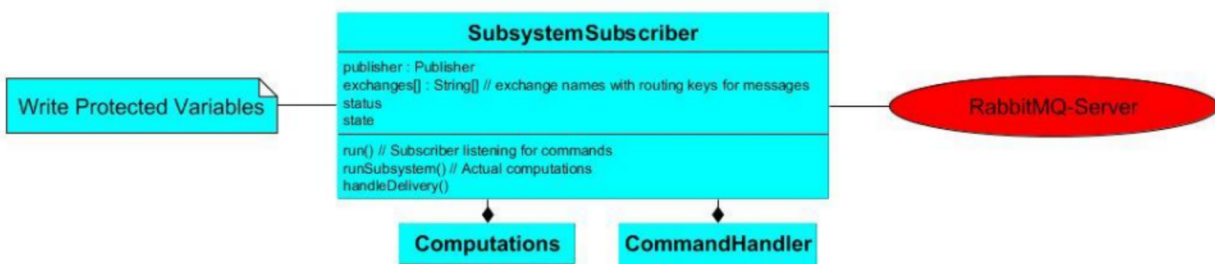 SubsystemSubscriber
publisher : Publisher
exchanges[] : String[] // exchange names with routing keys for messages
status
state
Write Protected Variables
RabbitMQ-Server
run() // Subscriber listening for commands
runSubsystem() // Actual computations
handleDelivery()
Computations
CommandHandler